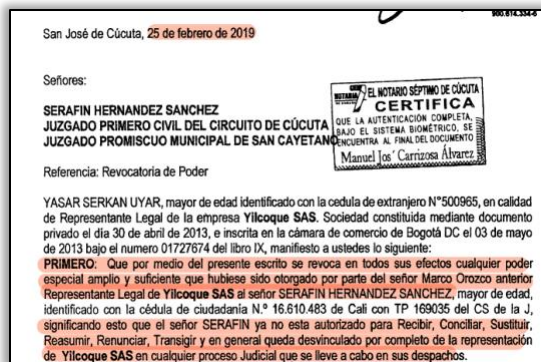 900.614.334-6
San José de Cúcuta, 25 de febrero de 2019
Señores:
SERAFIN HERNANDEZ SANCHEZ
JUZGADO PRIMERO CIVIL DEL CIRCUITO DE CÚCUTA
JUZGADO PROMISCUO MUNICIPAL DE SAN CAYETANO
EL NOTARIO SÉPTIMO DE CÚCUTA
CERTIFICA
QUE LA AUTENTICACIÓN COMPLETA,
BAJO EL SISTEMA BIOMÉTRICO, SE
ENCUENTRA AL FINAL DEL DOCUMENTO
Manuel Jos´ Carrizosa Álvarez
Referencia: Revocatoria de Poder
YASAR SERKAN UYAR, mayor de edad identificado con la cedula de extranjero N°500965, en calidad
de Representante Legal de la empresa Yilcoque SAS. Sociedad constituida mediante documento
privado el día 30 de abril de 2013, e inscrita en la cámara de comercio de Bogotá DC el 03 de mayo
de 2013 bajo el numero 01727674 del libro IX, manifiesto a ustedes lo siguiente:
PRIMERO: Que por medio del presente escrito se revoca en todos sus efectos cualquier poder
especial amplio y suficiente que hubiese sido otorgado por parte del señor Marco Orozco anterior
Representante Legal de Yilcoque SAS al señor SERAFIN HERNANDEZ SANCHEZ, mayor de edad,
identificado con la cédula de ciudadanía N.º 16.610.483 de Cali con TP 169035 del CS de la J,
significando esto que el señor SERAFIN ya no esta autorizado para Recibir, Conciliar, Sustituir,
Reasumir, Renunciar, Transigir y en general queda desvinculado por completo de la representación
de Yilcoque SAS en cualquier proceso Judicial que se lleve a cabo en sus despachos.